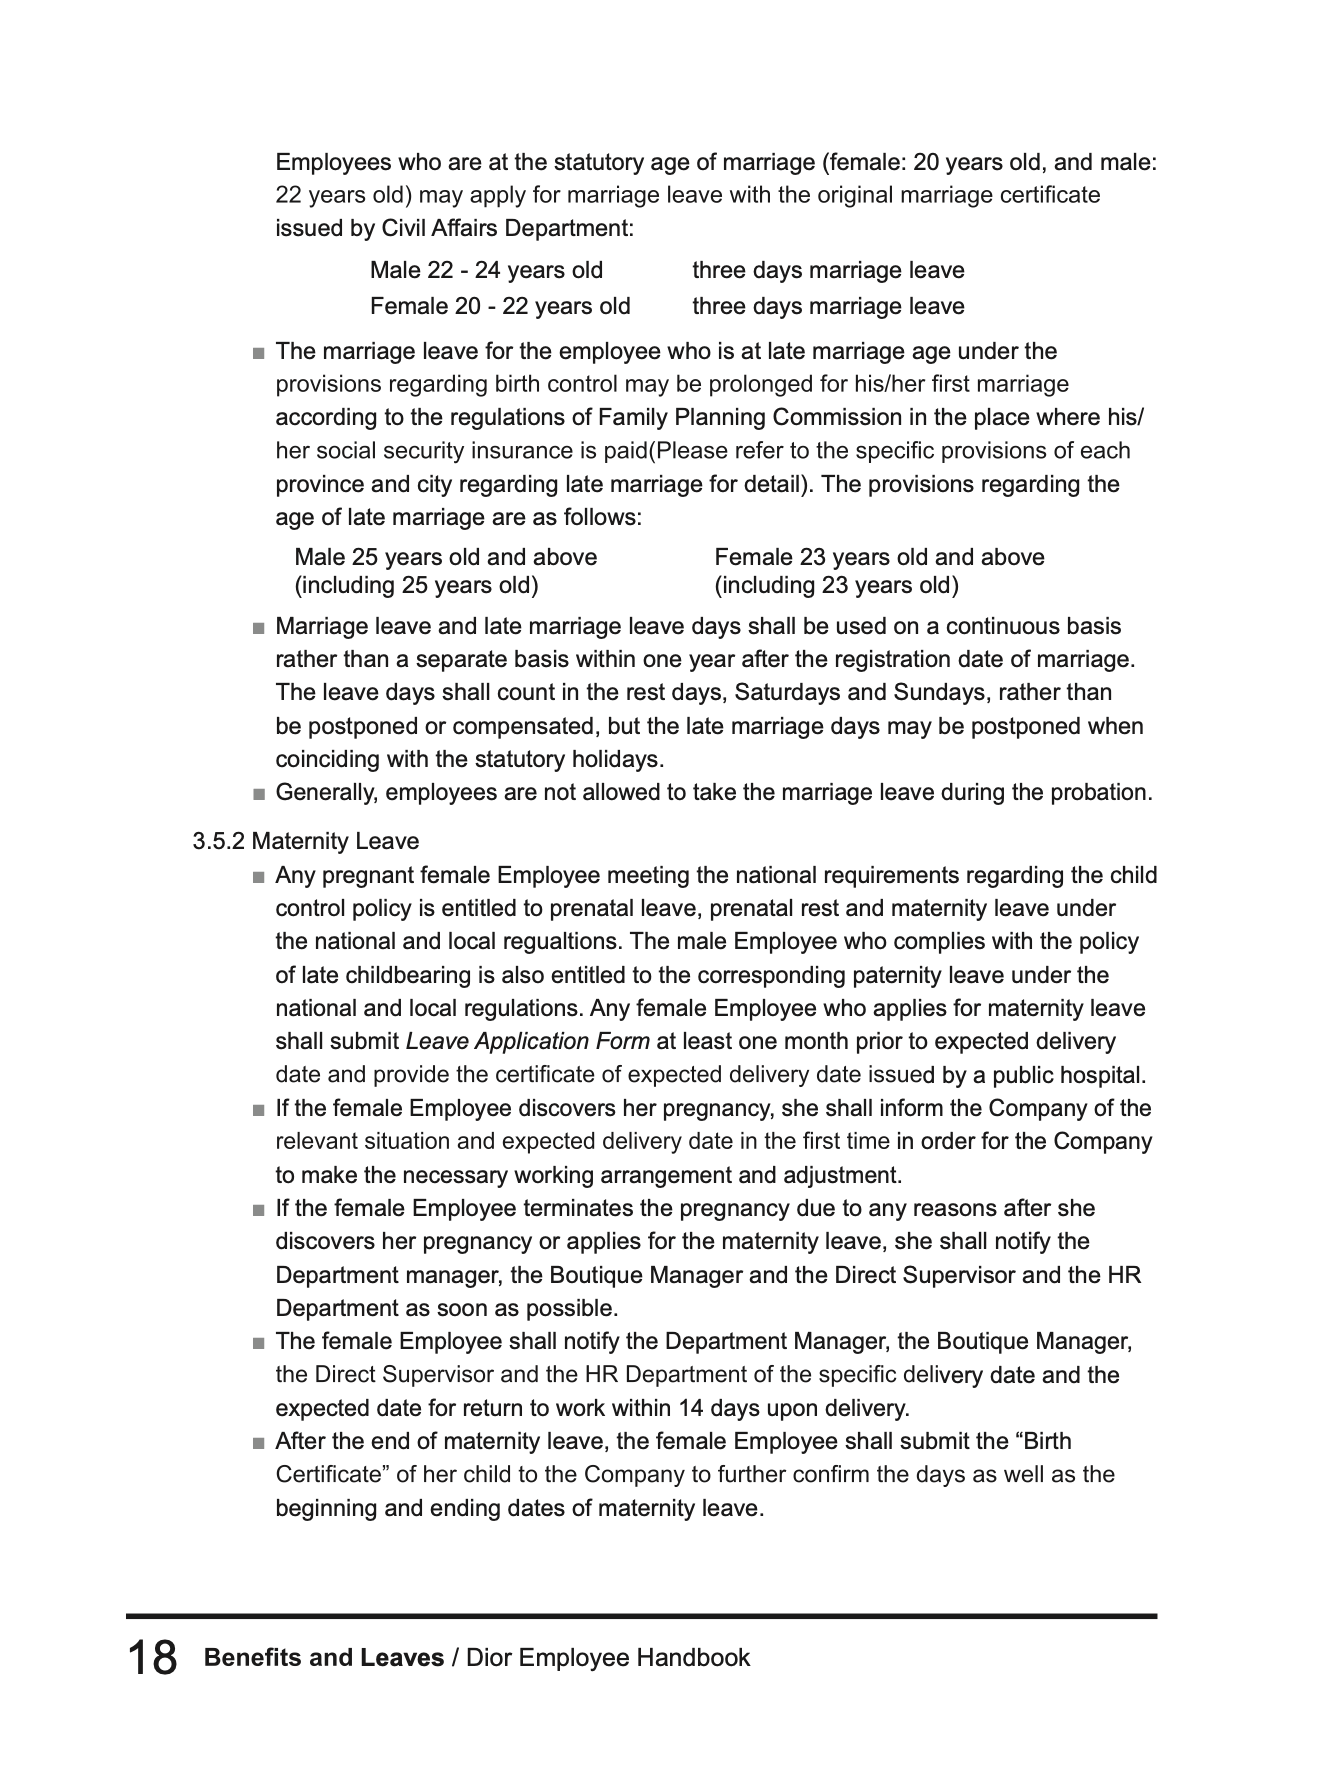 Employees who are at the statutory age of marriage (female: 20 years old, and male:
22 years old) may apply for marriage leave with the original marriage certificate
issued by Civil Affairs Department:
Male 22 - 24 years old three days marriage leave
Female 20 - 22 years old three days marriage leave
■ The marriage leave for the employee who is at late marriage age under the
provisions regarding birth control may be prolonged for his/her first marriage
according to the regulations of Family Planning Commission in the place where his/
her social security insurance is paid(Please refer to the specific provisions of each
province and city regarding late marriage for detail). The provisions regarding the
age of late marriage are as follows:
Male 25 years old and above Female 23 years old and above
(including 25 years old) (including 23 years old)
■ Marriage leave and late marriage leave days shall be used on a continuous basis
rather than a separate basis within one year after the registration date of marriage.
The leave days shall count in the rest days, Saturdays and Sundays, rather than
be postponed or compensated, but the late marriage days may be postponed when
coinciding with the statutory holidays.
■ Generally, employees are not allowed to take the marriage leave during the probation.
3.5.2 Maternity Leave
■ Any pregnant female Employee meeting the national requirements regarding the child
control policy is entitled to prenatal leave, prenatal rest and maternity leave under
the national and local regualtions. The male Employee who complies with the policy
of late childbearing is also entitled to the corresponding paternity leave under the
national and local regulations. Any female Employee who applies for maternity leave
shall submit Leave Application Form at least one month prior to expected delivery
date and provide the certificate of expected delivery date issued by a public hospital.
■ If the female Employee discovers her pregnancy, she shall inform the Company of the
relevant situation and expected delivery date in the first time in order for the Company
to make the necessary working arrangement and adjustment.
■ If the female Employee terminates the pregnancy due to any reasons after she
discovers her pregnancy or applies for the maternity leave, she shall notify the
Department manager, the Boutique Manager and the Direct Supervisor and the HR
Department as soon as possible.
■ The female Employee shall notify the Department Manager, the Boutique Manager,
the Direct Supervisor and the HR Department of the specific delivery date and the
expected date for return to work within 14 days upon delivery.
■ After the end of maternity leave, the female Employee shall submit the “Birth
Certificate” of her child to the Company to further confirm the days as well as the
beginning and ending dates of maternity leave.
18 Benefits and Leaves / Dior Employee Handbook